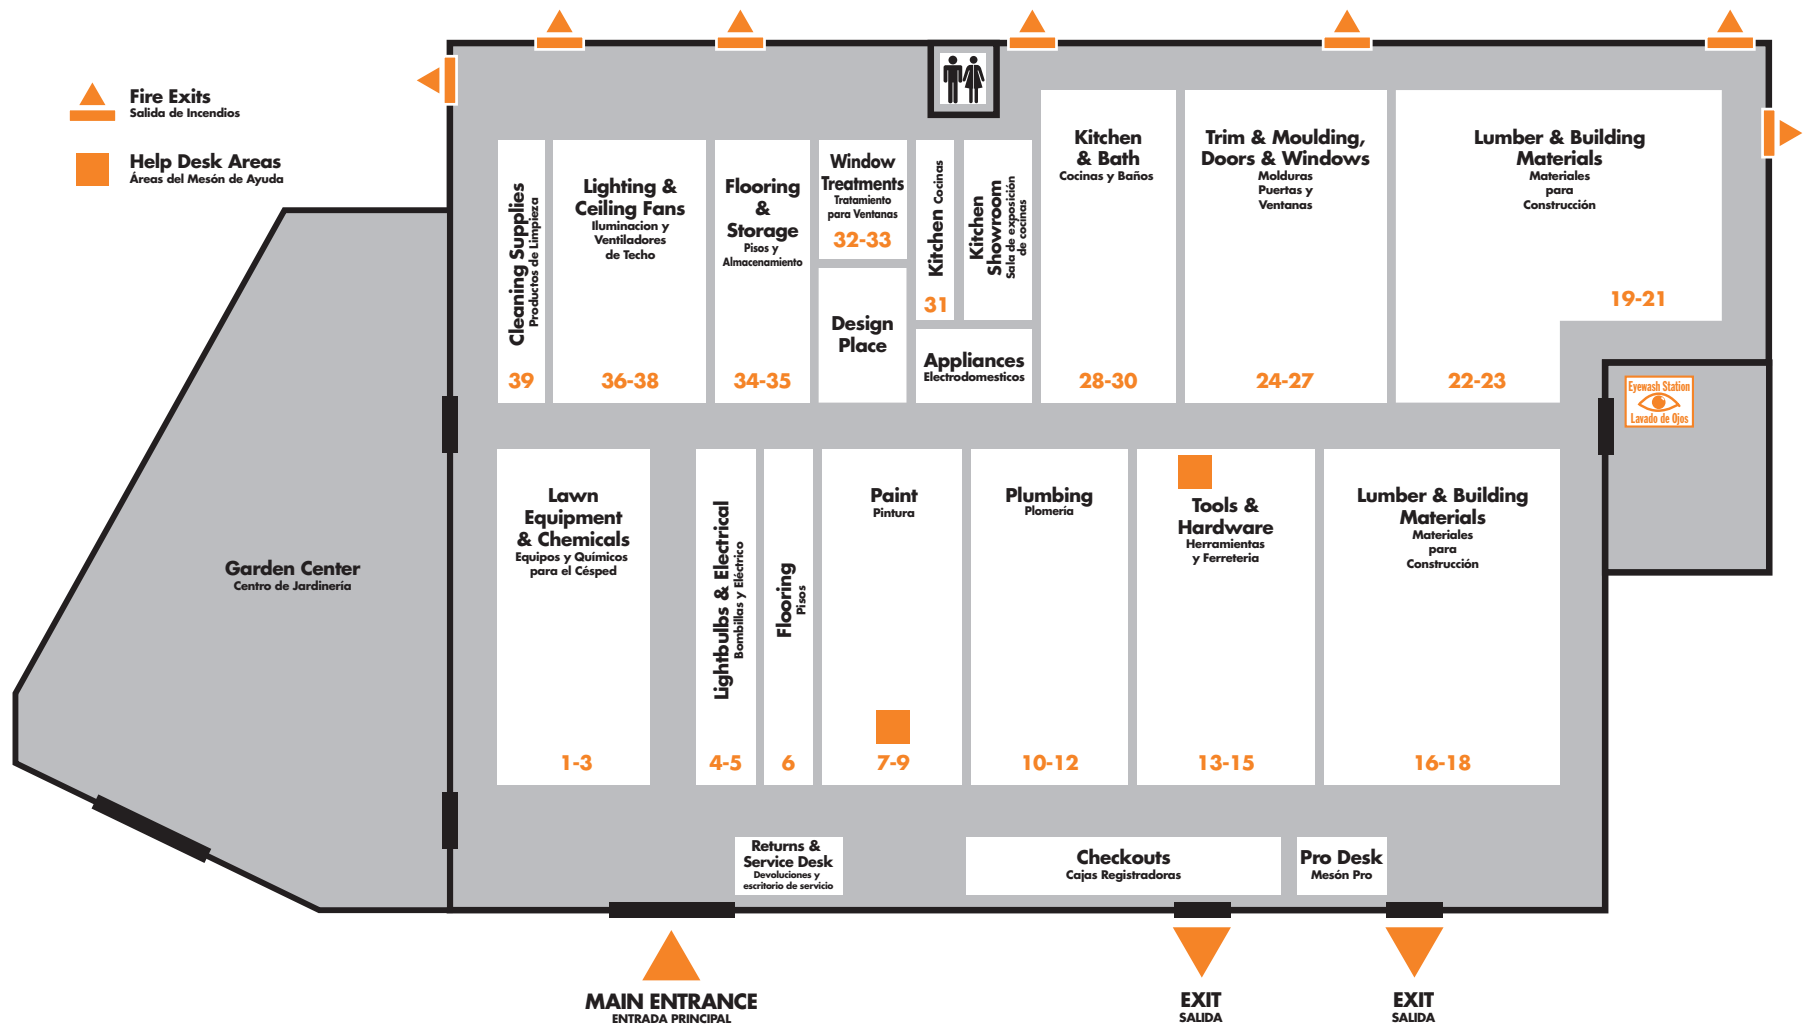 Fire Exits
Salida de Incendios
Help Desk Areas
Áreas del Mesón de Ayuda
Cleaning Supplies
Productos de Limpieza
39
Lighting &
Ceiling Fans
Iluminacion y
Ventiladores
de Techo
36-38
Flooring
&
Storage
Pisos y
Almacenamiento
34-35
Window
Treatments
Tratamiento
para Ventanas
32-33
Design
Place
Kitchen Cocinas
31
Kitchen
Showroom
Sala de exposición
de cocinas
Appliances
Electrodomesticos
Kitchen
& Bath
Cocinas y Baños
28-30
Trim & Moulding,
Doors & Windows
Molduras
Puertas y
Ventanas
24-27
Lumber & Building
Materials
Materiales
para
Construcción
19-21
22-23
Eyewash Station
Lavado de Ojos
Garden Center
Centro de Jardinería
Lawn
Equipment
& Chemicals
Equipos y Químicos
para el Césped
1-3
Lightbulbs & Electrical
Bombillas y Eléctrico
4-5
Flooring
Pisos
6
Paint
Pintura
7-9
Plumbing
Plomería
10-12
Tools &
Hardware
Herramientas
y Ferreteria
13-15
Lumber & Building
Materials
Materiales
para
Construcción
16-18
Returns &
Service Desk
Devoluciones y
escritorio de servicio
Checkouts
Cajas Registradoras
Pro Desk
Mesón Pro
MAIN ENTRANCE
ENTRADA PRINCIPAL
EXIT
SALIDA
EXIT
SALIDA